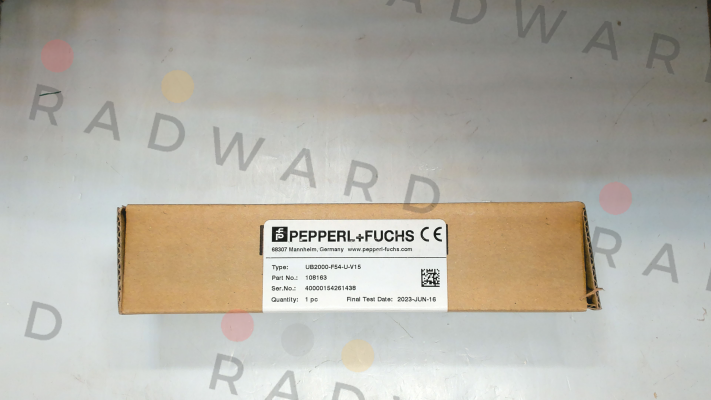 RADWARD
RADWARD
PEPPERL+FUCHS CE
68307 Mannheim, Germany www.pepperl-fuchs.com
Type: UB2000-F54-U-V15
Part No.: 108163
Ser.No.: 40000154261438
Quantity: 1 pc Final Test Date: 2023-JUN-16
D
RADWARD